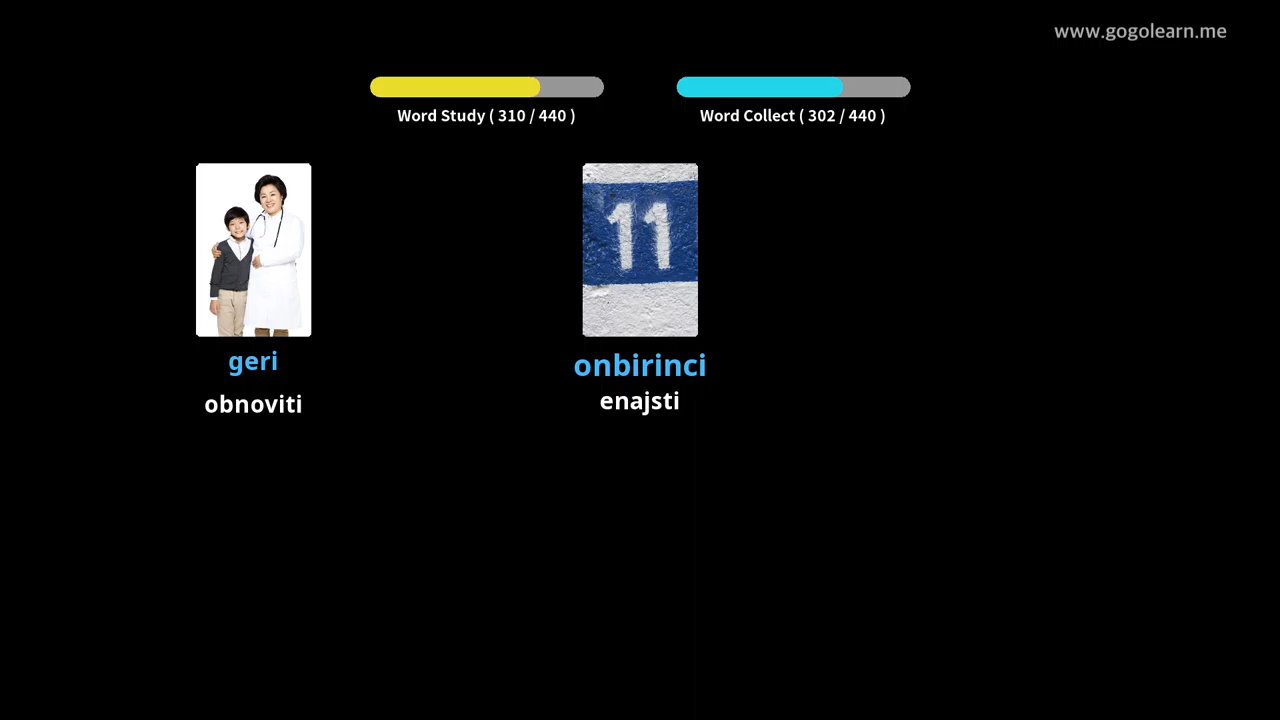 www.gogolearn.me
Word Study ( 310 / 440 )
Word Collect ( 302 / 440 )
11
geri
obnoviti
onbirinci
enajsti